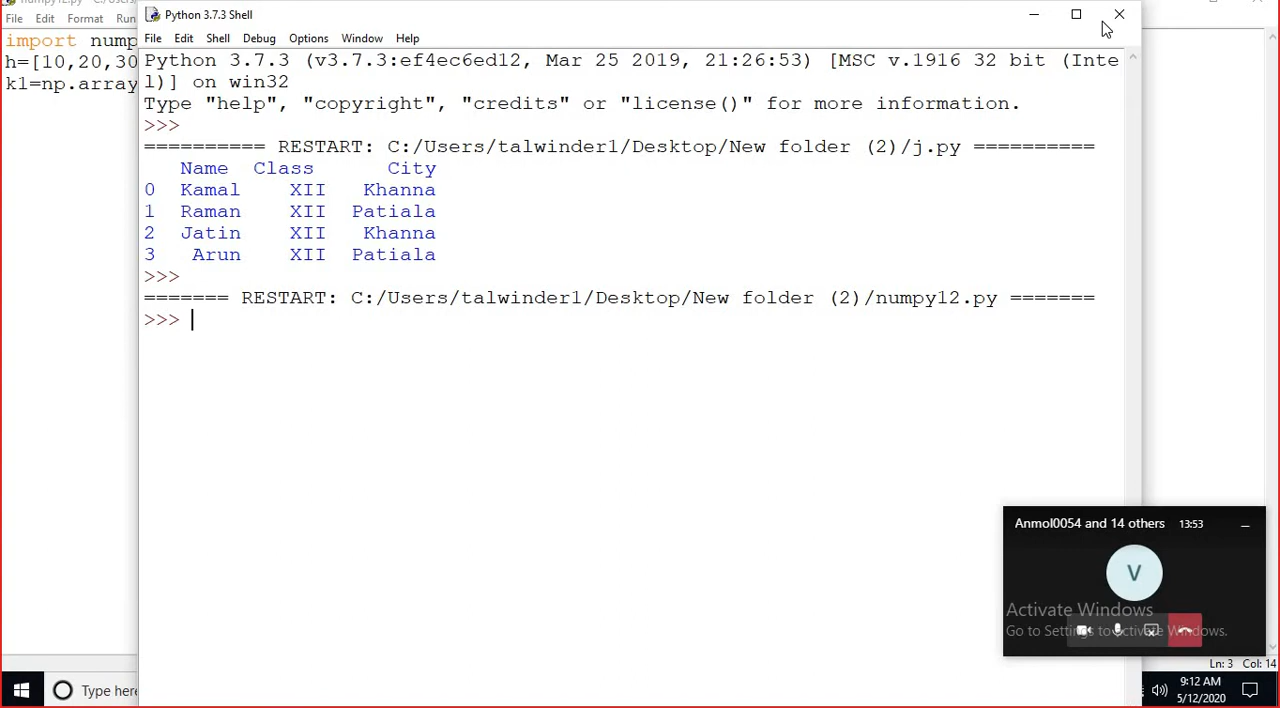 numpy12.py - C:/Users/
File Edit Format Run
import nump
h=[10,20,30
k1=np.array
Python 3.7.3 Shell
File Edit Shell Debug Options Window Help
Python 3.7.3 (v3.7.3:ef4ec6ed12, Mar 25 2019, 21:26:53) [MSC v.1916 32 bit (Inte
l)] on win32
Type "help", "copyright", "credits" or "license()" for more information.
>>>
========== RESTART: C:/Users/talwinder1/Desktop/New folder (2)/j.py ==========
Name Class City
0 Kamal XII Khanna
1 Raman XII Patiala
2 Jatin XII Khanna
3 Arun XII Patiala
>>>
======= RESTART: C:/Users/talwinder1/Desktop/New folder (2)/numpy12.py =======
>>>
Anmol0054 and 14 others 13:53
V
Activate Windows
Go to Settings to activate Windows.
Ln: 3 Col: 14
Type here
9:12 AM
5/12/2020